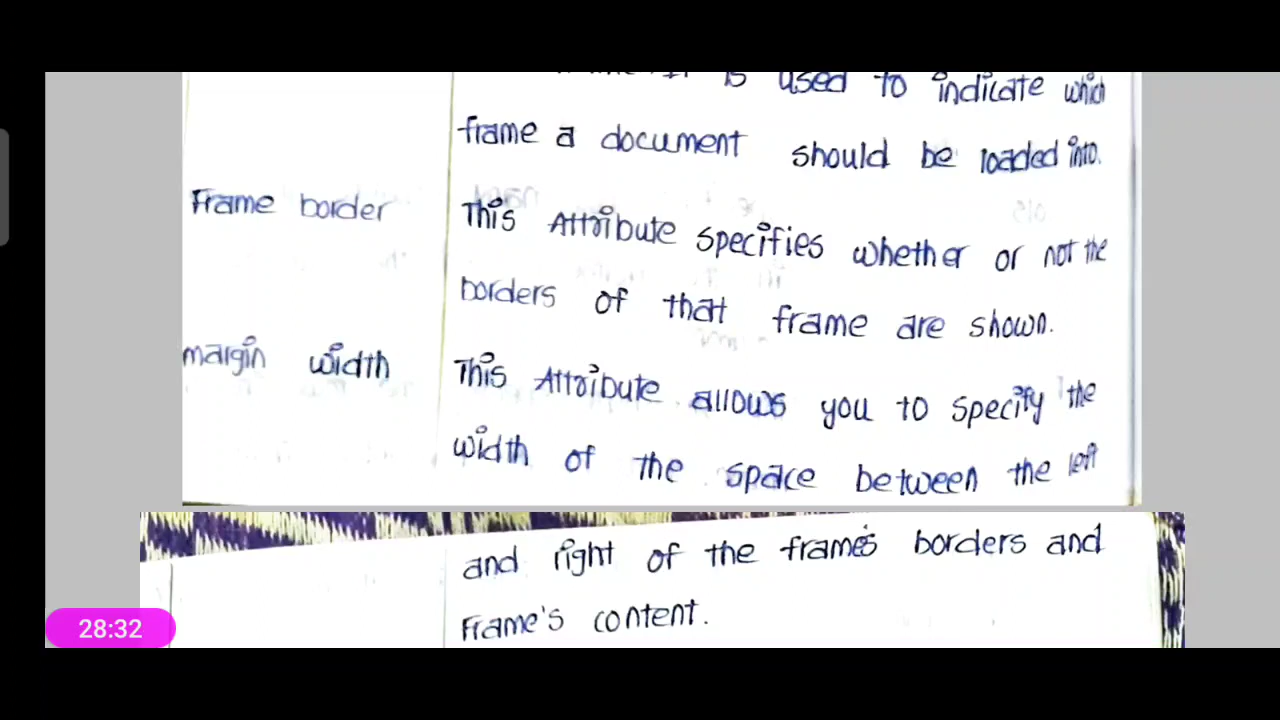 is used to indicate which
frame a document should be loaded into.
Frame border This Attribute specifies whether or not the
borders of that frame are shown.
margin width This Attribute allows you to specify the
width of the space between the left
and right of the frame's borders and
Frame's content.
28:32